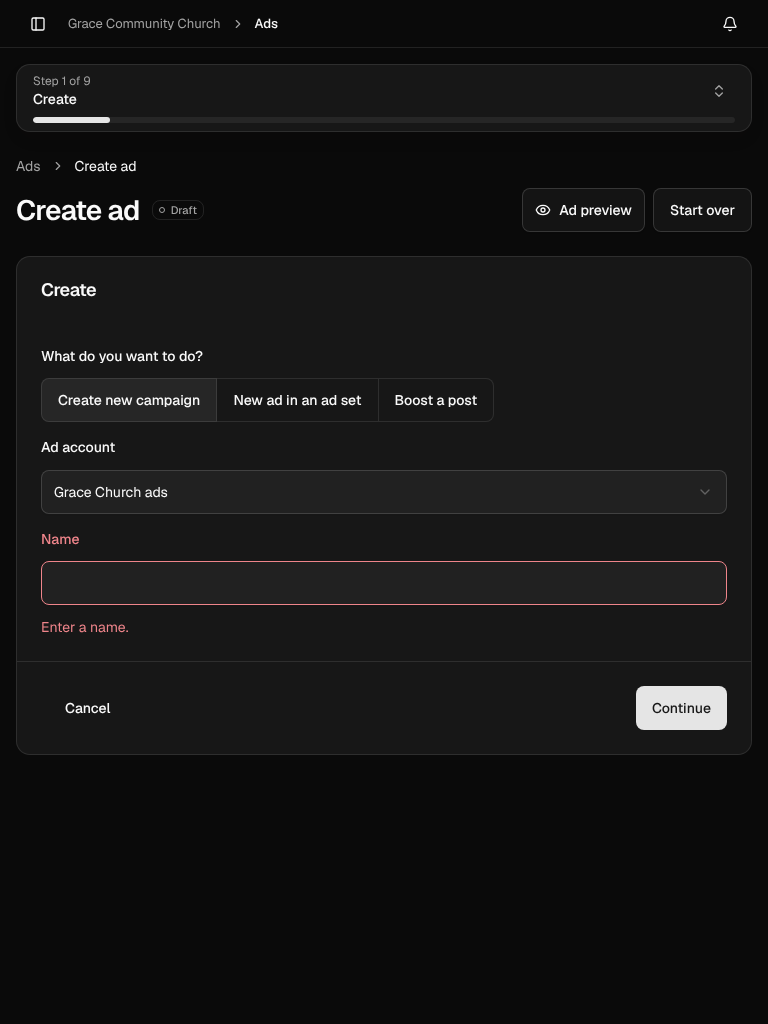 Grace Community Church > Ads
Step 1 of 9
Create
Ads > Create ad
Create ad
Draft
Ad preview
Start over
Create
What do you want to do?
Create new campaign
New ad in an ad set
Boost a post
Ad account
Grace Church ads
Name
Enter a name.
Cancel
Continue